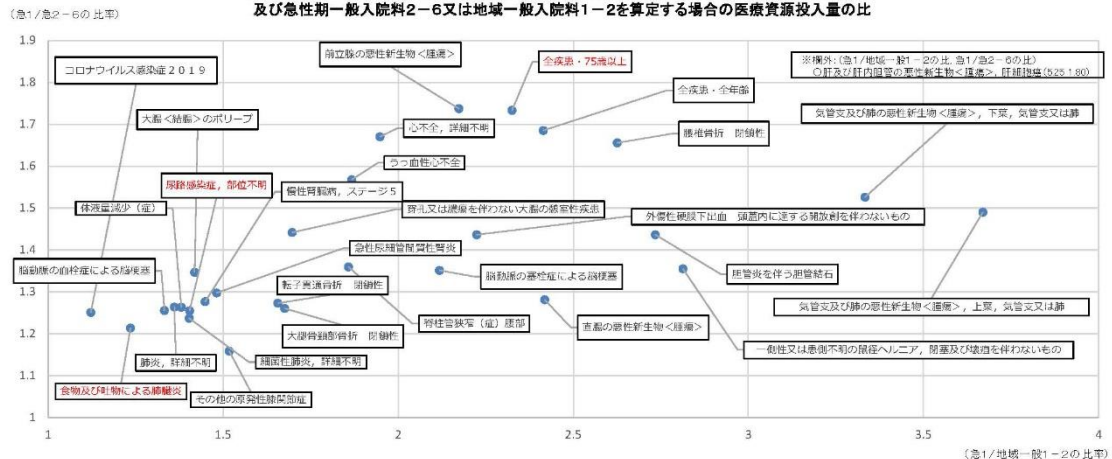 及び急性期一般入院料2-6又は地域一般入院料1-2を算定する場合の医療資源投入量の比
(急1/急2-6の比率)
1.9
1.8
1.7
1.6
1.5
1.4
1.3
1.2
1.1
1
1
1.5
2
2.5
3
3.5
4
(急1/地域一般1-2の比率)
※欄外:(急1/地域一般1-2の比, 急1/急2-6の比)
○肝及び肝内胆管の悪性新生物<腫瘍>, 肝細胞癌(5.25 1.80)
前立腺の悪性新生物<腫瘍>
全疾患・75歳以上
コロナウイルス感染症2019
全疾患・全年齢
気管支及び肺の悪性新生物<腫瘍>, 下葉, 気管支又は肺
大腸<結腸>のポリープ
心不全, 詳細不明
腰椎骨折 閉鎖性
うっ血性心不全
尿路感染症, 部位不明
慢性腎臓病, ステージ5
体液量減少(症)
穿孔又は膿瘍を伴わない大腸の憩室性疾患
外傷性硬膜下出血 頭蓋内に達する開放創を伴わないもの
急性尿細管間質性腎炎
脳動脈の血栓症による脳梗塞
転子貫通骨折 閉鎖性
脳動脈の塞栓症による脳梗塞
胆管炎を伴う胆管結石
気管支及び肺の悪性新生物<腫瘍>, 上葉, 気管支又は肺
大腿骨頸部骨折 閉鎖性
脊柱管狭窄(症)腰部
直腸の悪性新生物<腫瘍>
一側性又は患側不明の鼠径ヘルニア, 閉塞及び壊疽を伴わないもの
肺炎, 詳細不明
細菌性肺炎, 詳細不明
食物及び吐物による肺臓炎
その他の原発性膝関節症